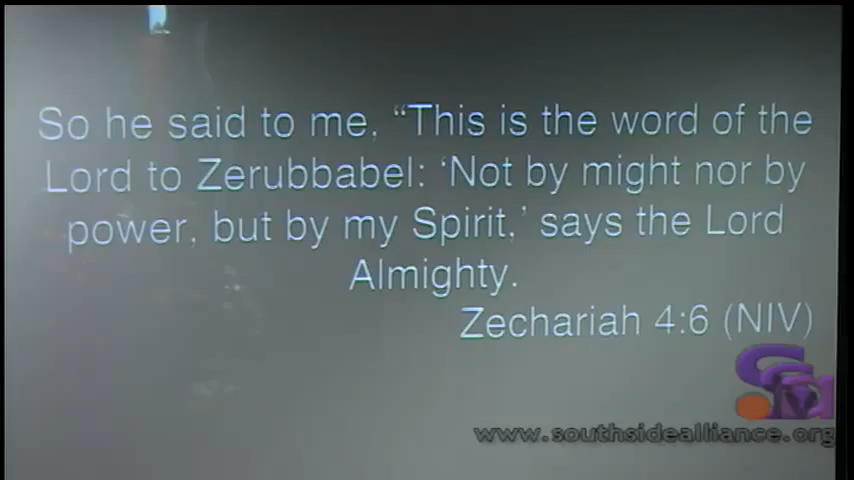 So he said to me, “This is the word of the
Lord to Zerubbabel: ‘Not by might nor by
power, but by my Spirit,’ says the Lord
Almighty.
Zechariah 4:6 (NIV)
www.southsidealliance.org